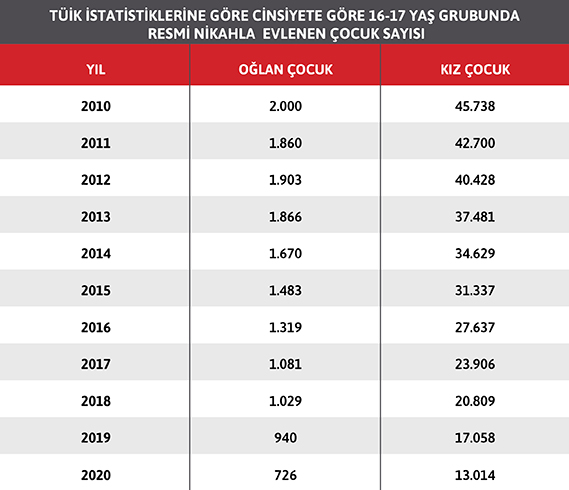 TÜİK İSTATİSTİKLERİNE GÖRE CİNSİYETE GÖRE 16-17 YAŞ GRUBUNDA
RESMİ NİKAHLA EVLENEN ÇOCUK SAYISI
YIL OĞLAN ÇOCUK KIZ ÇOCUK
2010 2.000 45.738
2011 1.860 42.700
2012 1.903 40.428
2013 1.866 37.481
2014 1.670 34.629
2015 1.483 31.337
2016 1.319 27.637
2017 1.081 23.906
2018 1.029 20.809
2019 940 17.058
2020 726 13.014